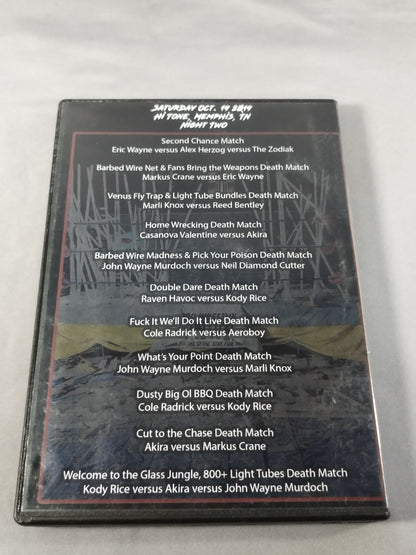 SATURDAY OCT. 19 2019
HI TONE, MEMPHIS, TN
NIGHT TWO
Second Chance Match
Eric Wayne versus Alex Herzog versus The Zodiak
Barbed Wire Net & Fans Bring the Weapons Death Match
Markus Crane versus Eric Wayne
Venus Fly Trap & Light Tube Bundles Death Match
Marli Knox versus Reed Bentley
Home Wrecking Death Match
Casanova Valentine versus Akira
Barbed Wire Madness & Pick Your Poison Death Match
John Wayne Murdoch versus Neil Diamond Cutter
Double Dare Death Match
Raven Havoc versus Kody Rice
Fuck It We'll Do It Live Death Match
Cole Radrick versus Aeroboy
What's Your Point Death Match
John Wayne Murdoch versus Marli Knox
Dusty Big Ol BBQ Death Match
Cole Radrick versus Kody Rice
Cut to the Chase Death Match
Akira versus Markus Crane
Welcome to the Glass Jungle, 800+ Light Tubes Death Match
Kody Rice versus Akira versus John Wayne Murdoch